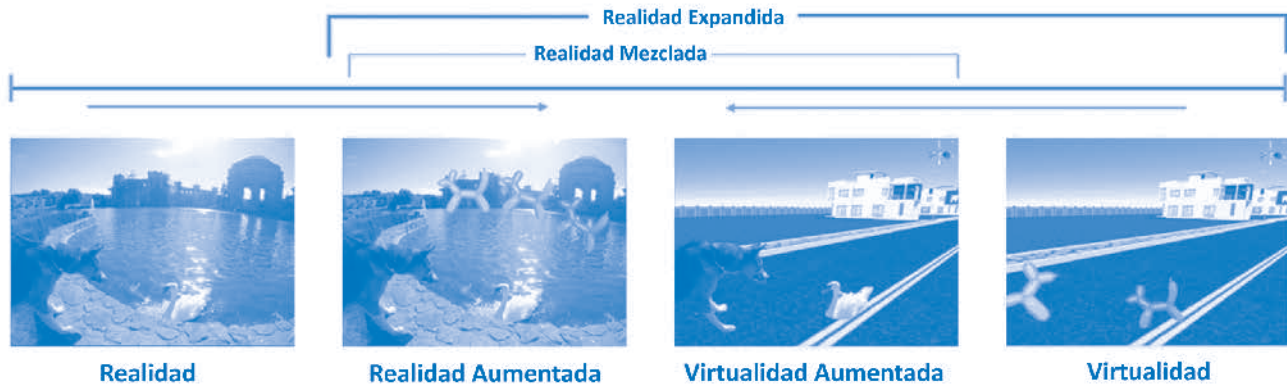 Realidad Expandida
Realidad Mezclada
Realidad
Realidad Aumentada
Virtualidad Aumentada
Virtualidad